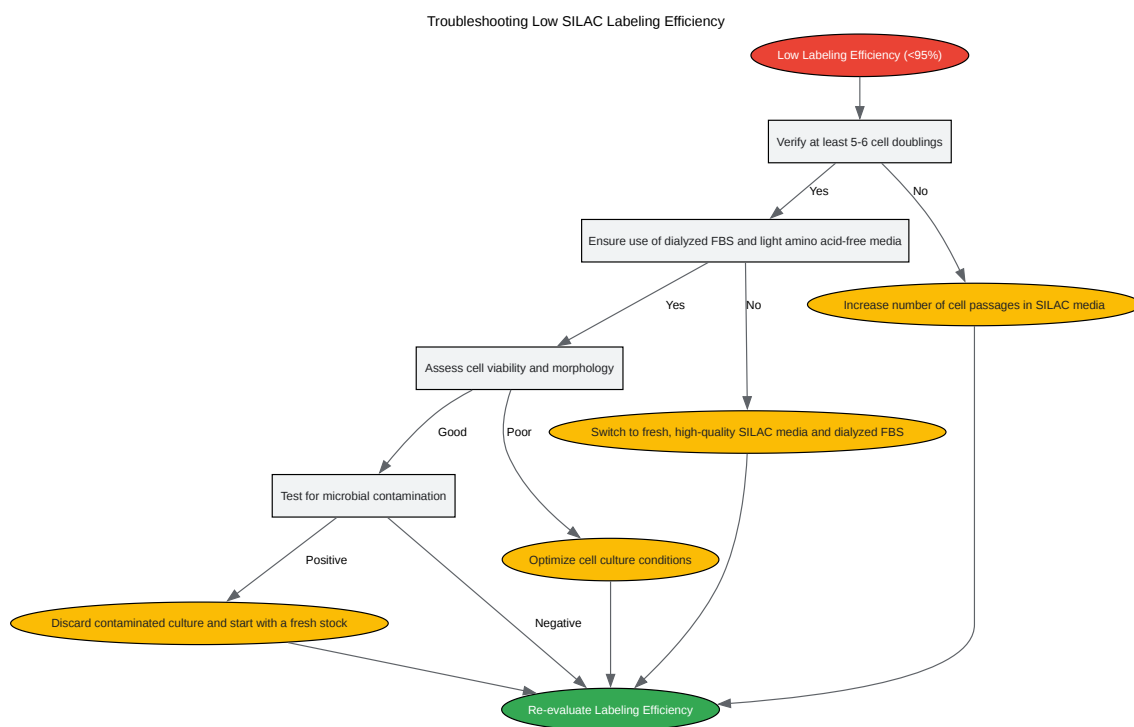 Troubleshooting Low SILAC Labeling Efficiency
Low Labeling Efficiency (<95%)
Verify at least 5-6 cell doublings
Yes
No
Ensure use of dialyzed FBS and light amino acid-free media
Increase number of cell passages in SILAC media
Yes
No
Assess cell viability and morphology
Good
Poor
Switch to fresh, high-quality SILAC media and dialyzed FBS
Test for microbial contamination
Optimize cell culture conditions
Positive
Negative
Discard contaminated culture and start with a fresh stock
Re-evaluate Labeling Efficiency